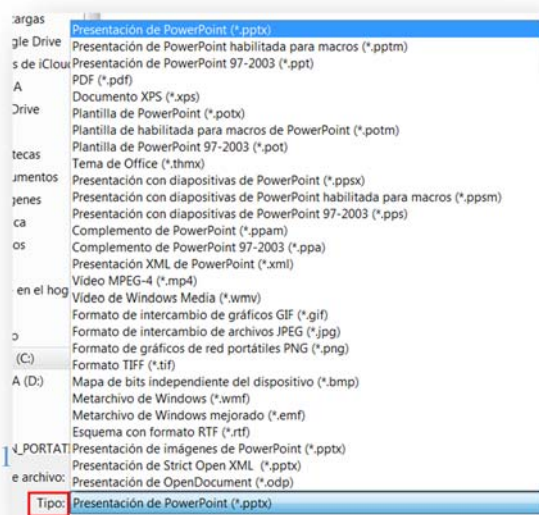 cargas
gle Drive
s de iClou
A
Drive
tecas
umentos
genes
ca
os
en el hog
o
(C:)
A (D:)
N_PORTAT
1
e archivo:
Presentación de PowerPoint (*.pptx)
Presentación de PowerPoint habilitada para macros (*.pptm)
Presentación de PowerPoint 97-2003 (*.ppt)
PDF (*.pdf)
Documento XPS (*.xps)
Plantilla de PowerPoint (*.potx)
Plantilla de habilitada para macros de PowerPoint (*.potm)
Plantilla de PowerPoint 97-2003 (*.pot)
Tema de Office (*.thmx)
Presentación con diapositivas de PowerPoint (*.ppsx)
Presentación con diapositivas de PowerPoint habilitada para macros (*.ppsm)
Presentación con diapositivas de PowerPoint 97-2003 (*.pps)
Complemento de PowerPoint (*.ppam)
Complemento de PowerPoint 97-2003 (*.ppa)
Presentación XML de PowerPoint (*.xml)
Vídeo MPEG-4 (*.mp4)
Vídeo de Windows Media (*.wmv)
Formato de intercambio de gráficos GIF (*.gif)
Formato de intercambio de archivos JPEG (*.jpg)
Formato de gráficos de red portátiles PNG (*.png)
Formato TIFF (*.tif)
Mapa de bits independiente del dispositivo (*.bmp)
Metarchivo de Windows (*.wmf)
Metarchivo de Windows mejorado (*.emf)
Esquema con formato RTF (*.rtf)
Presentación de imágenes de PowerPoint (*.pptx)
Presentación de Strict Open XML (*.pptx)
Presentación de OpenDocument (*.odp)
Tipo: Presentación de PowerPoint (*.pptx)